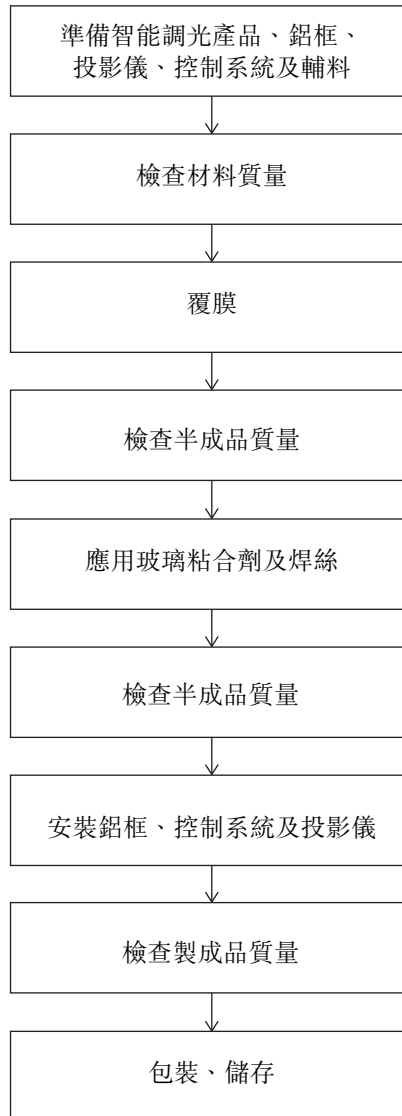 準備智能調光產品、鋁框、
投影儀、控制系統及輔料
檢查材料質量
覆膜
檢查半成品質量
應用玻璃粘合劑及焊絲
檢查半成品質量
安裝鋁框、控制系統及投影儀
檢查製成品質量
包裝、儲存